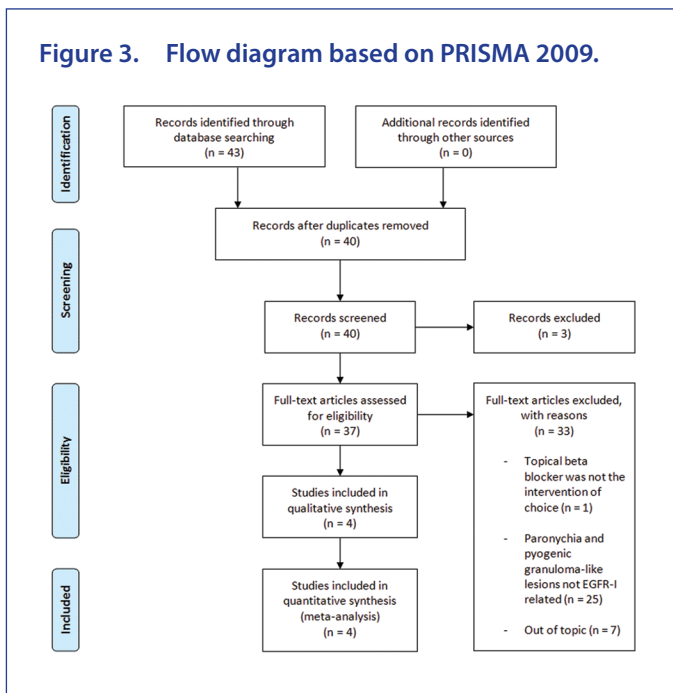 Figure 3. Flow diagram based on PRISMA 2009.
Identification
Records identified through
database searching
(n = 43)
Additional records identified
through other sources
(n = 0)
Screening
Records after duplicates removed
(n = 40)
Records screened
(n = 40)
Records excluded
(n = 3)
Eligibility
Full-text articles assessed
for eligibility
(n = 37)
Full-text articles excluded,
with reasons
(n = 33)
- Topical beta
blocker was not the
intervention of
choice (n = 1)
- Paronychia and
pyogenic
granuloma-like
lesions not EGFR-I
related (n = 25)
- Out of topic (n = 7)
Studies included in
qualitative synthesis
(n = 4)
Included
Studies included in
quantitative synthesis
(meta-analysis)
(n = 4)